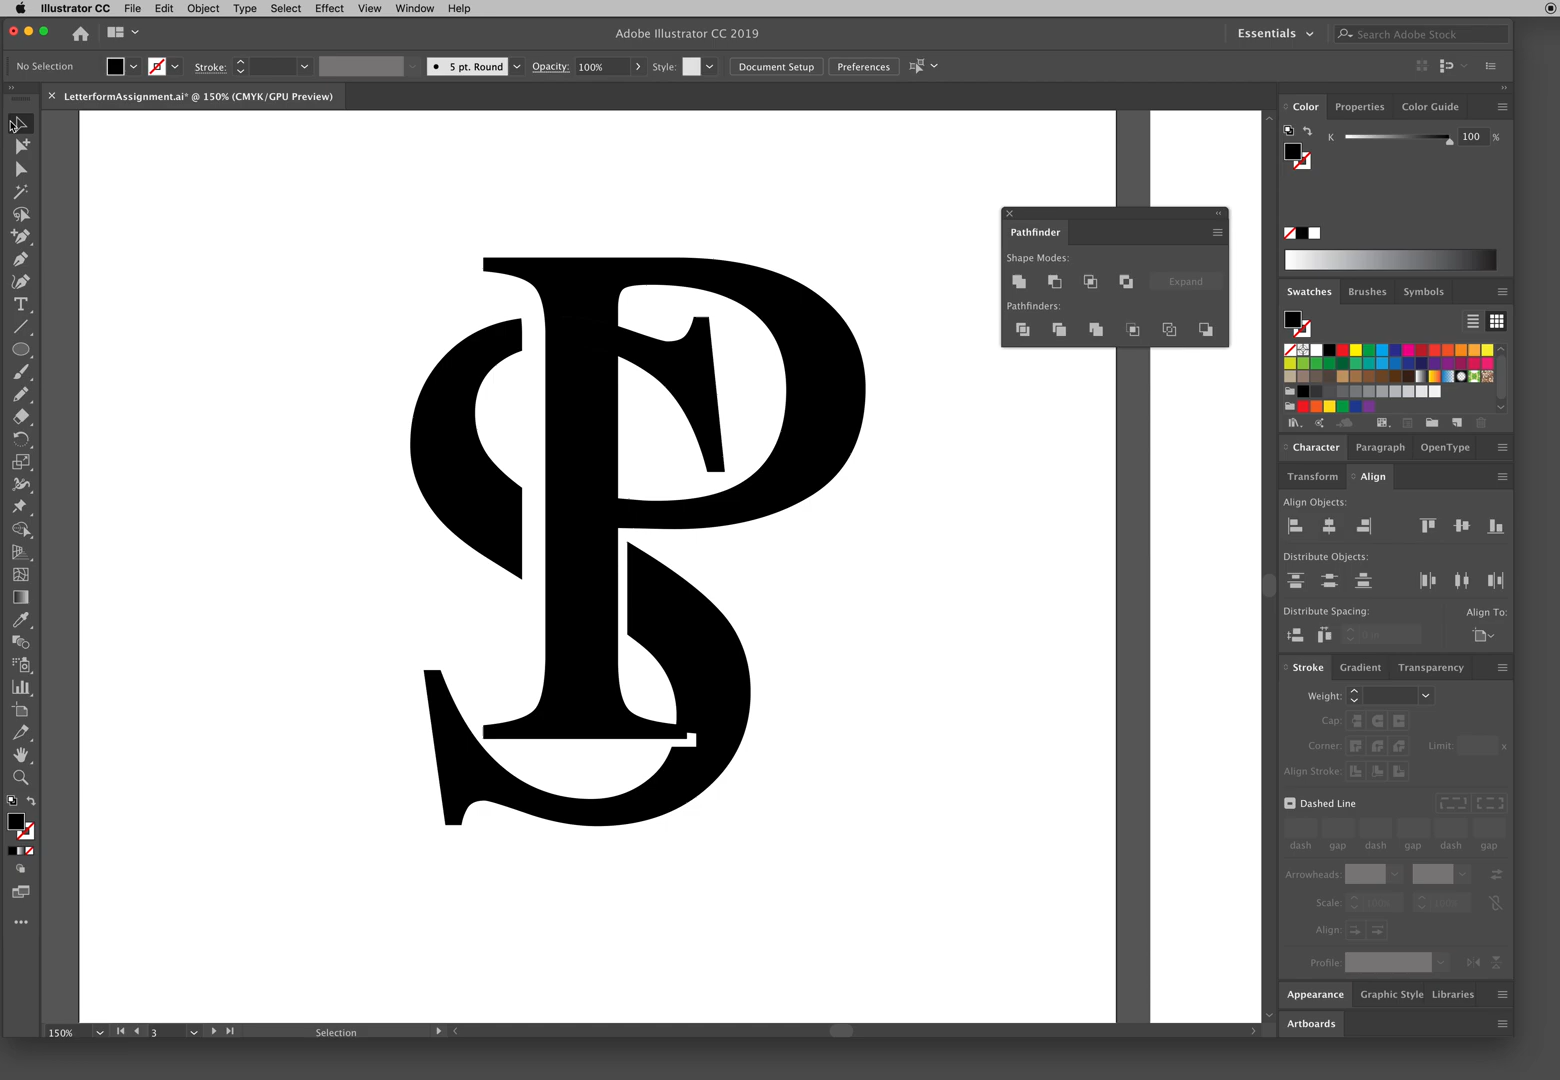 Illustrator CC File Edit Object Type Select Effect View Window Help
Adobe Illustrator CC 2019
Essentials
Search Adobe Stock
No Selection Stroke: 5 pt. Round Opacity: 100% Style: Document Setup Preferences
LetterformAssignment.ai* @ 150% (CMYK/GPU Preview)
Color Properties Color Guide
K 100 %
Pathfinder
Shape Modes:
Expand
Pathfinders:
Swatches Brushes Symbols
Character Paragraph OpenType
Transform Align
Align Objects:
Distribute Objects:
Distribute Spacing: Align To:
0 in
Stroke Gradient Transparency
Weight:
Cap:
Corner: Limit: x
Align Stroke:
Dashed Line
dash gap dash gap dash gap
Arrowheads:
Scale: 100% 100%
Align:
Profile:
Appearance Graphic Style Libraries
Artboards
P
S
150% 3 Selection